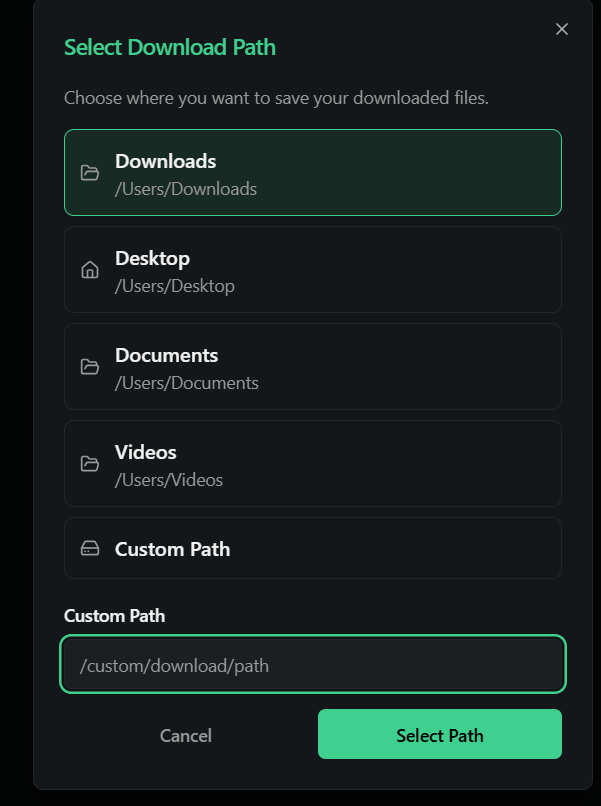 Select Download Path
Choose where you want to save your downloaded files.
Downloads
/Users/Downloads
Desktop
/Users/Desktop
Documents
/Users/Documents
Videos
/Users/Videos
Custom Path
Custom Path
/custom/download/path
Cancel
Select Path